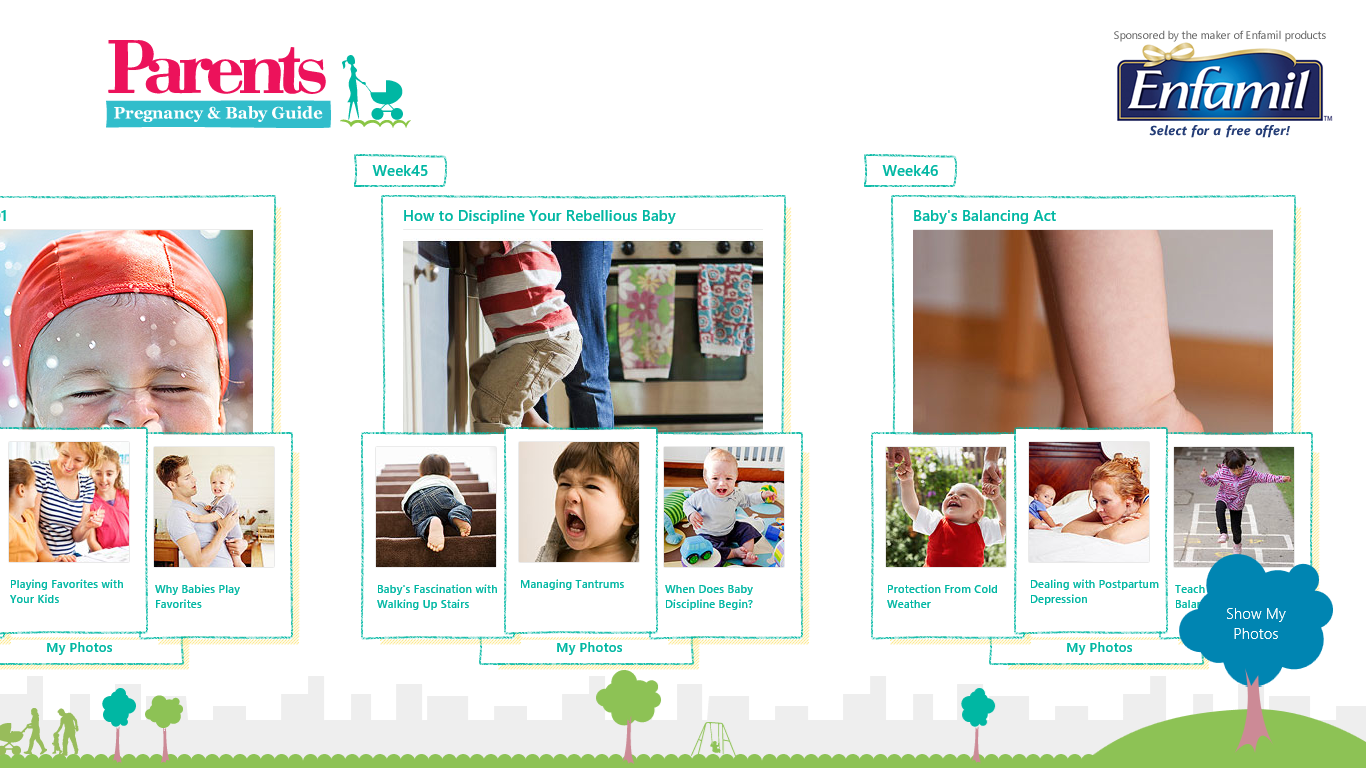 Parents
Pregnancy & Baby Guide
Sponsored by the maker of Enfamil products
Enfamil
TM
Select for a free offer!
Week45
Week46
How to Discipline Your Rebellious Baby
Baby's Balancing Act
Playing Favorites with
Your Kids
Why Babies Play
Favorites
My Photos
Baby's Fascination with
Walking Up Stairs
Managing Tantrums
When Does Baby
Discipline Begin?
My Photos
Protection From Cold
Weather
Dealing with Postpartum
Depression
Teach
My Photos
Show My
Photos